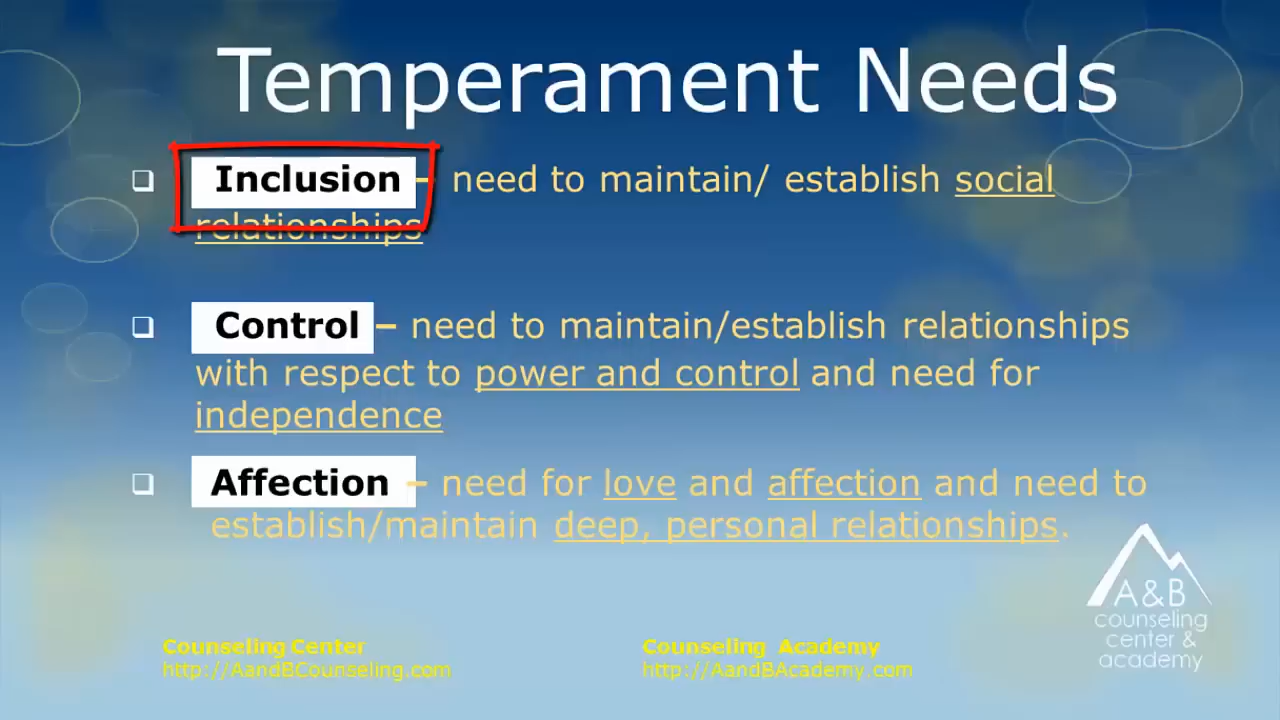 Temperament Needs
❑ Inclusion – need to maintain/ establish social
relationships
❑ Control – need to maintain/establish relationships
with respect to power and control and need for
independence
❑ Affection – need for love and affection and need to
establish/maintain deep, personal relationships.
A&B
counseling
center &
academy
Counseling Center
http://AandBCounseling.com
Counseling Academy
http://AandBAcademy.com